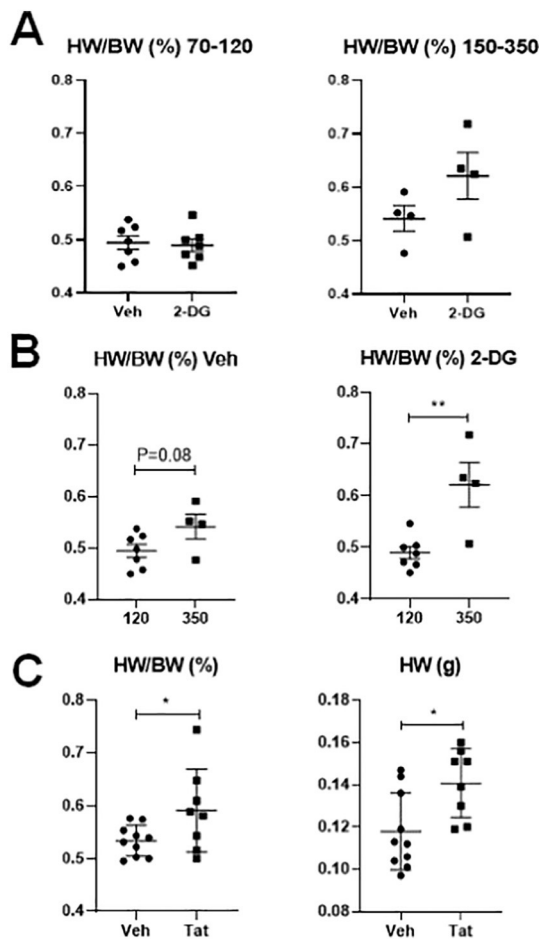 A
HW/BW (%) 70-120
HW/BW (%) 150-350
0.8
0.7
0.6
0.5
0.4
Veh
2-DG
0.8
0.7
0.6
0.5
0.4
Veh
2-DG
B
HW/BW (%) Veh
HW/BW (%) 2-DG
0.8
0.7
0.6
0.5
0.4
P=0.08
120
350
0.8
0.7
0.6
0.5
0.4
**
120
350
C
HW/BW (%)
HW (g)
0.8
0.7
0.6
0.5
0.4
*
Veh
Tat
0.18
0.16
0.14
0.12
0.10
0.08
*
Veh
Tat